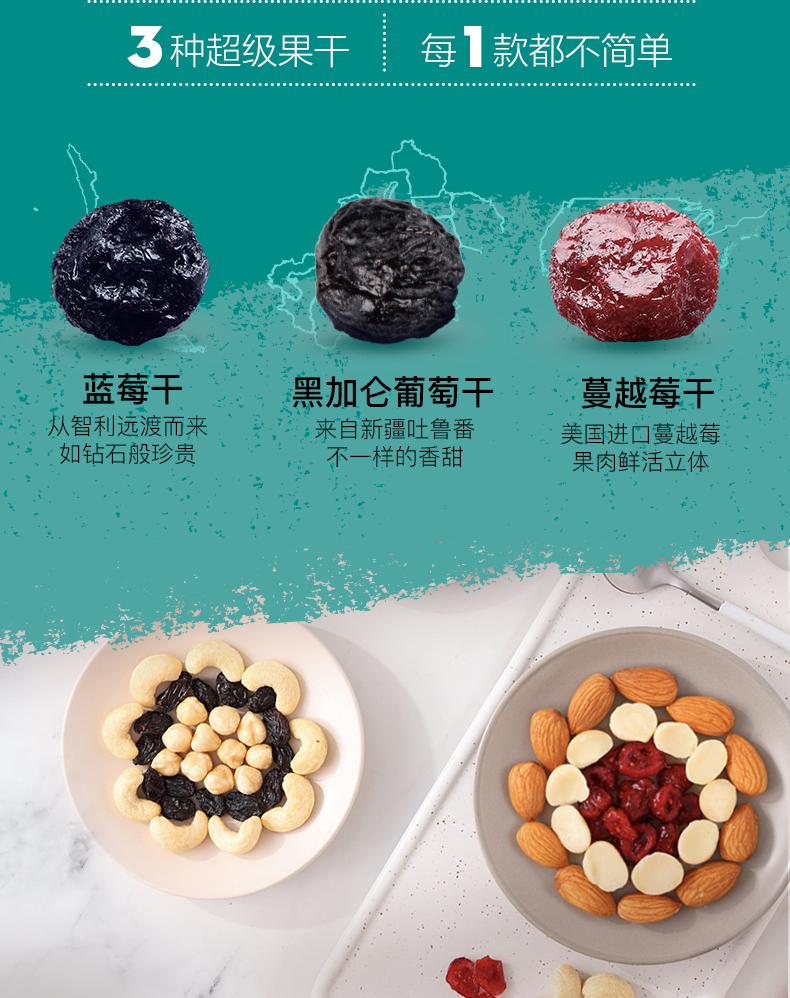 3种超级果干
每1款都不简单
蓝莓干
从智利远渡而来
如钻石般珍贵
黑加仑葡萄干
来自新疆吐鲁番
不一样的香甜
蔓越莓干
美国进口蔓越莓
果肉鲜活立体